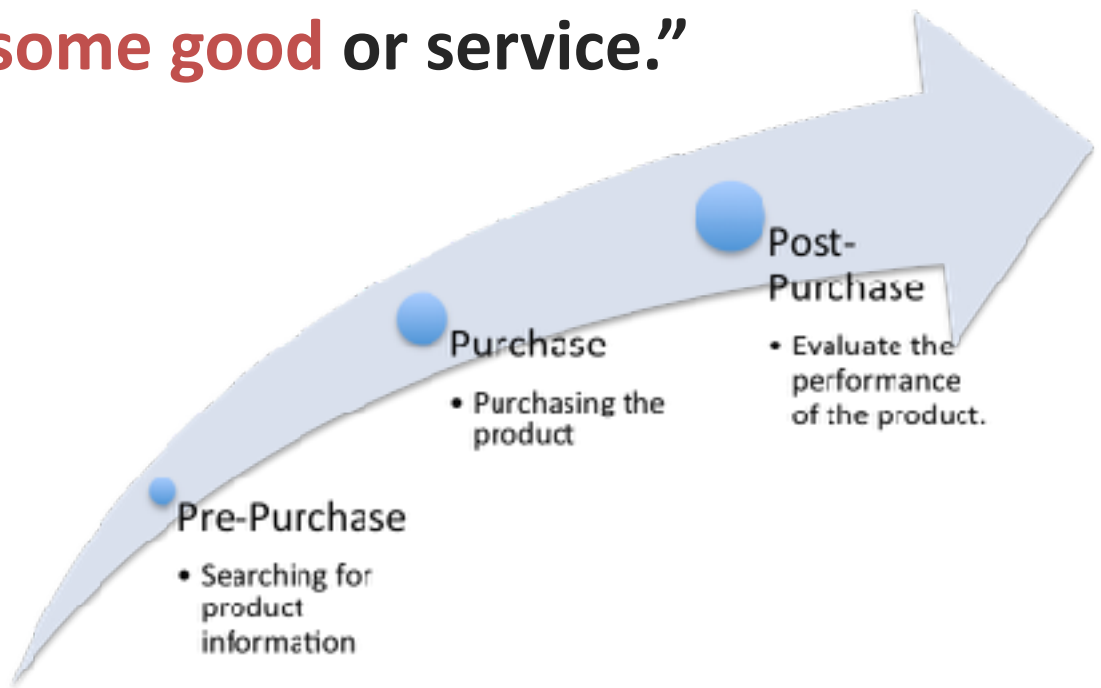 some good or service.”
Post-
Purchase
• Evaluate the
performance
of the product.
Purchase
• Purchasing the
product
Pre-Purchase
• Searching for
product
information